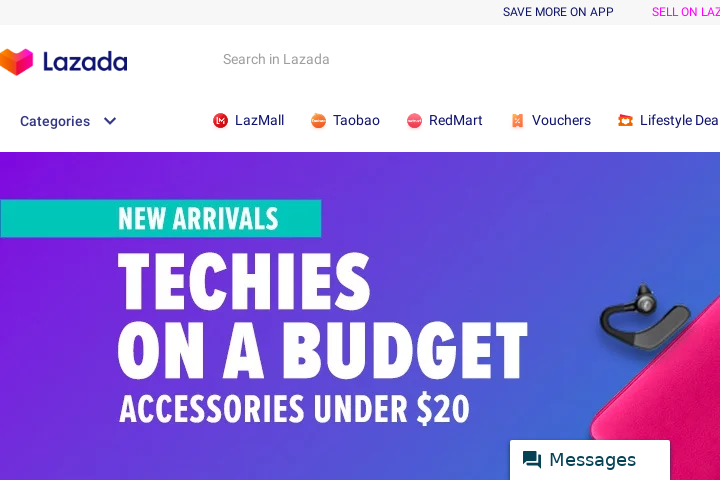 SAVE MORE ON APP
SELL ON LAZ
Lazada
Search in Lazada
Categories
LazMall
Taobao
RedMart
Vouchers
Lifestyle Dea
NEW ARRIVALS
TECHIES
ON A BUDGET
ACCESSORIES UNDER $20
Messages